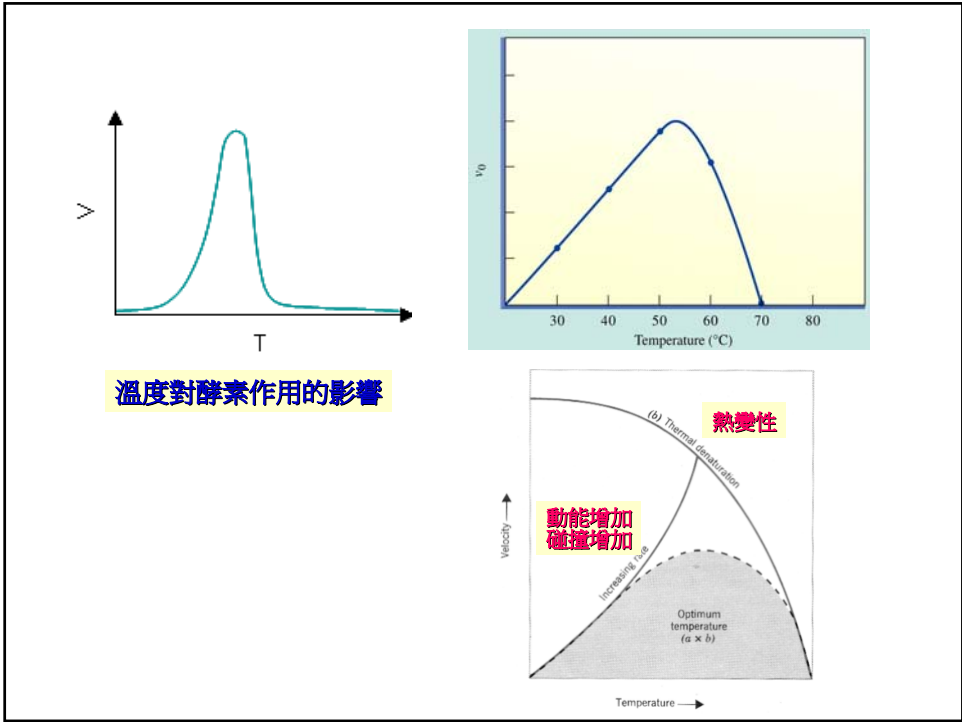 V
T
溫度對酵素作用的影響
v0
30 40 50 60 70 80
Temperature (°C)
(b) Thermal denaturation
熱變性
動能增加
碰撞增加
Velocity
Increasing
Optimum
temperature
(a × b)
Temperature